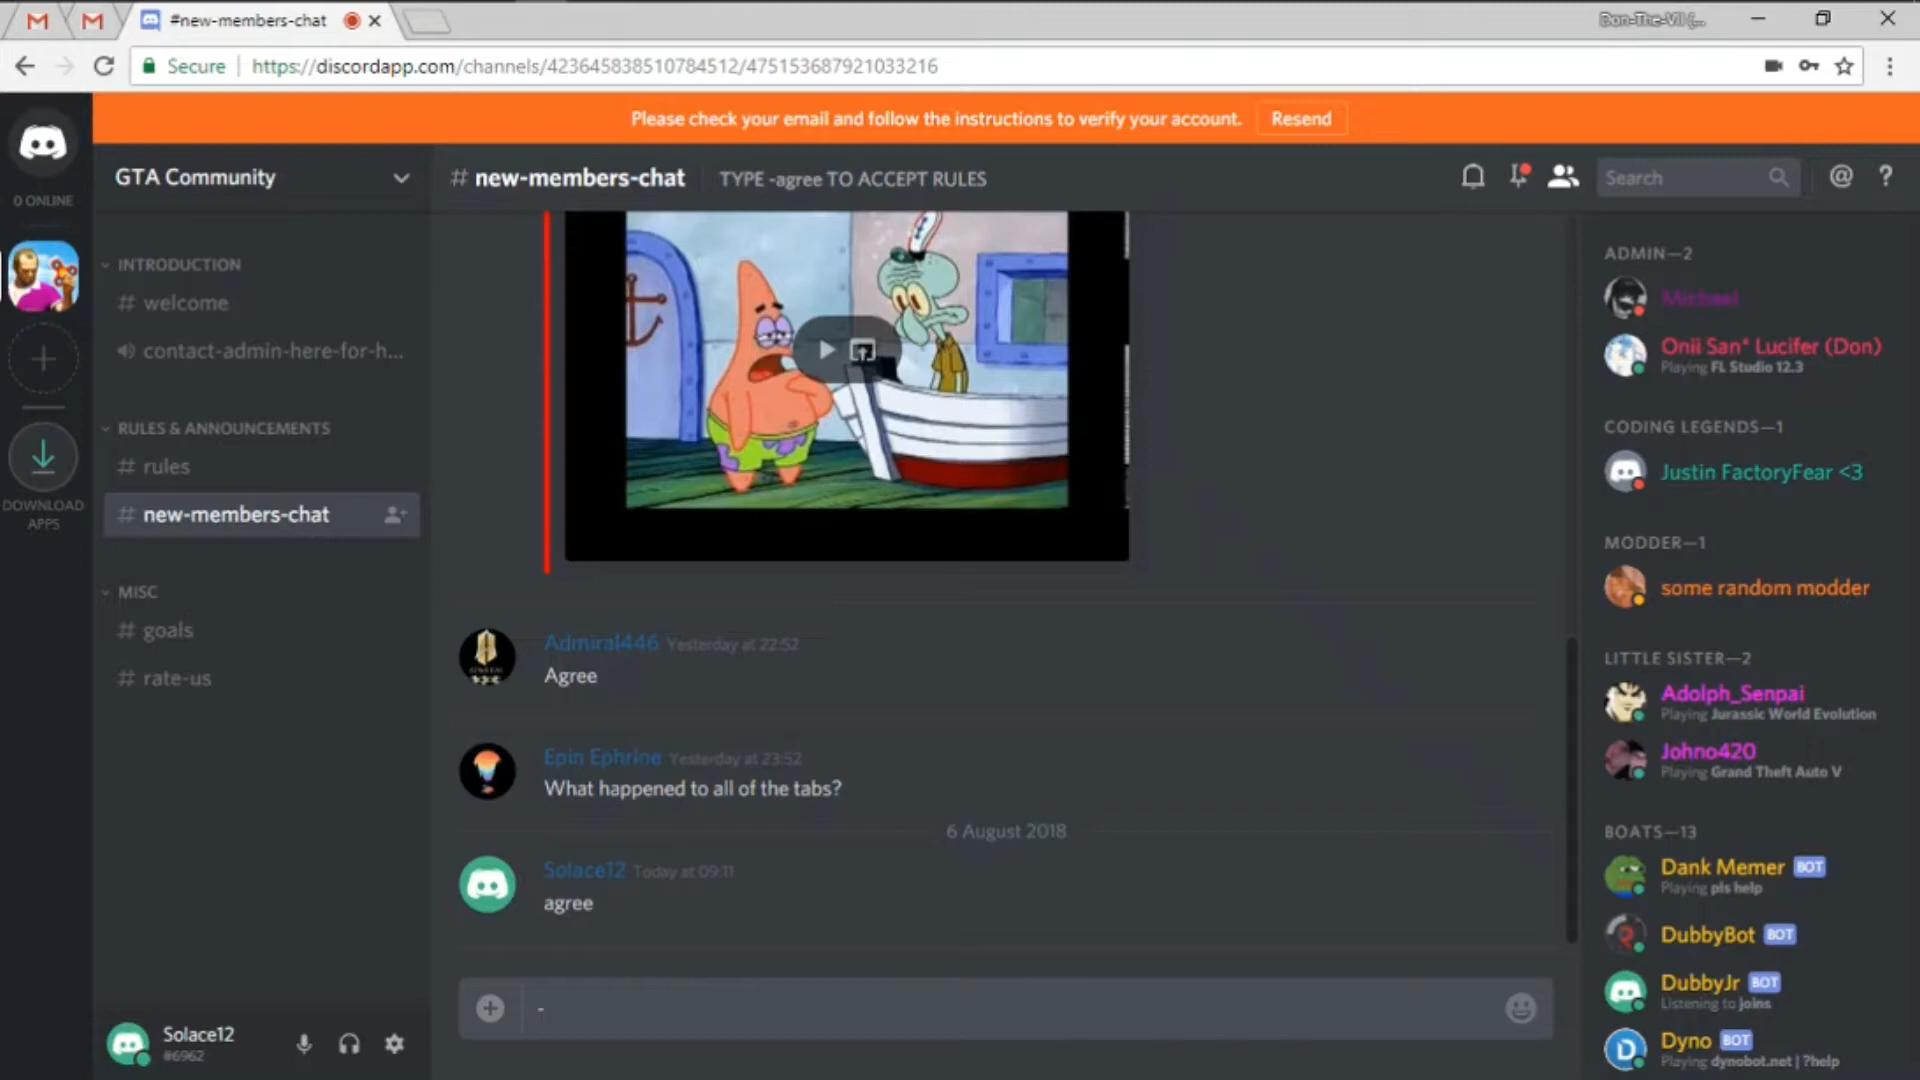 #new-members-chat
Don-The-Vil (...
Secure
https://discordapp.com/channels/423645838510784512/475153687921033216
Please check your email and follow the instructions to verify your account.
Resend
0 ONLINE
DOWNLOAD
APPS
GTA Community
INTRODUCTION
# welcome
contact-admin-here-for-h...
RULES & ANNOUNCEMENTS
# rules
# new-members-chat
MISC
# goals
# rate-us
Solace12
#6962
# new-members-chat
TYPE -agree TO ACCEPT RULES
Search
Admiral446 Yesterday at 22:52
Agree
Epin Ephrine Yesterday at 23:52
What happened to all of the tabs?
6 August 2018
Solace12 Today at 09:11
agree
-
ADMIN—2
Michael
Onii San* Lucifer (Don)
Playing FL Studio 12.3
CODING LEGENDS—1
Justin FactoryFear <3
MODDER—1
some random modder
LITTLE SISTER—2
Adolph_Senpai
Playing Jurassic World Evolution
Johno420
Playing Grand Theft Auto V
BOATS—13
Dank Memer BOT
Playing pls help
DubbyBot BOT
DubbyJr BOT
Listening to joins
Dyno BOT
Playing dynobot.net | ?help